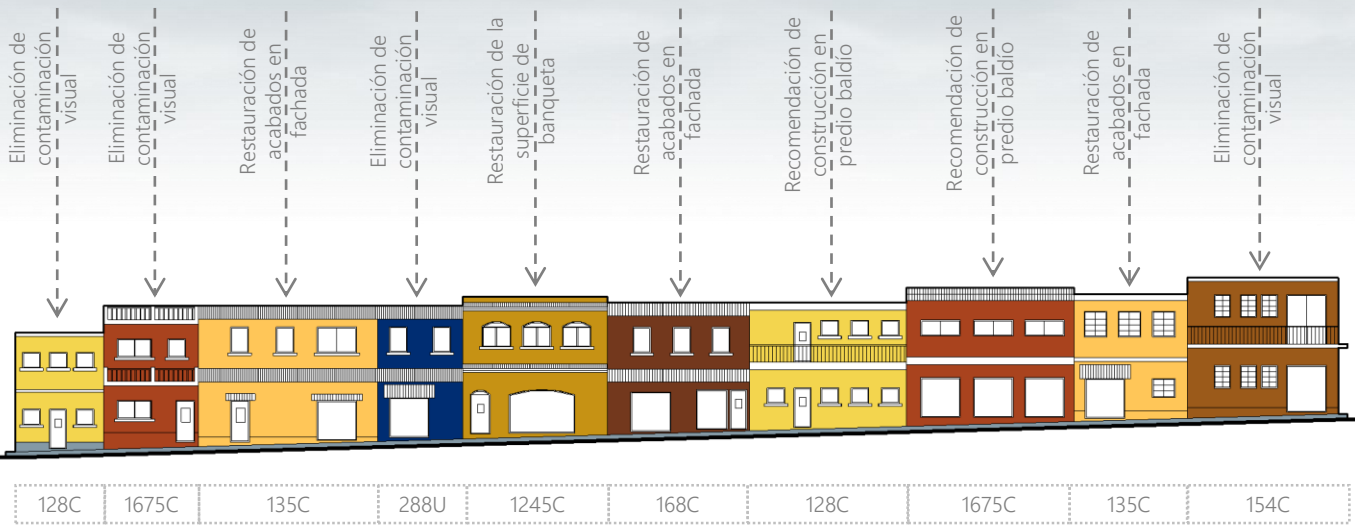 Eliminación de
contaminación
visual
Eliminación de
contaminación
visual
Restauración de
acabados en
fachada
Eliminación de
contaminación
visual
Restauración de la
superficie de
banqueta
Restauración de
acabados en
fachada
Recomendación de
construcción en
predio baldío
Recomendación de
construcción en
predio baldío
Restauración de
acabados en
fachada
Eliminación de
contaminación
visual
128C
1675C
135C
288U
1245C
168C
128C
1675C
135C
154C